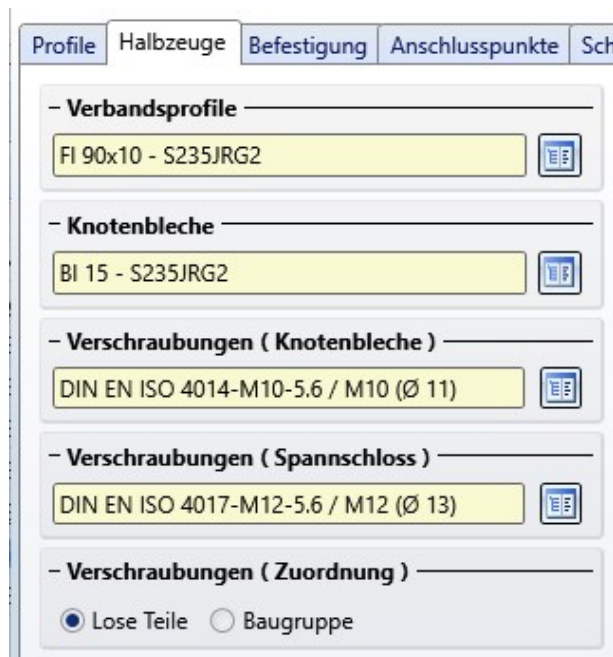 Profile Halbzeuge Befestigung Anschlusspunkte Sch
Verbandsprofile
Fl 90x10 - S235JRG2
Knotenbleche
Bl 15 - S235JRG2
Verschraubungen ( Knotenbleche )
DIN EN ISO 4014-M10-5.6 / M10 (Ø 11)
Verschraubungen ( Spannschloss )
DIN EN ISO 4017-M12-5.6 / M12 (Ø 13)
Verschraubungen ( Zuordnung )
Lose Teile Baugruppe